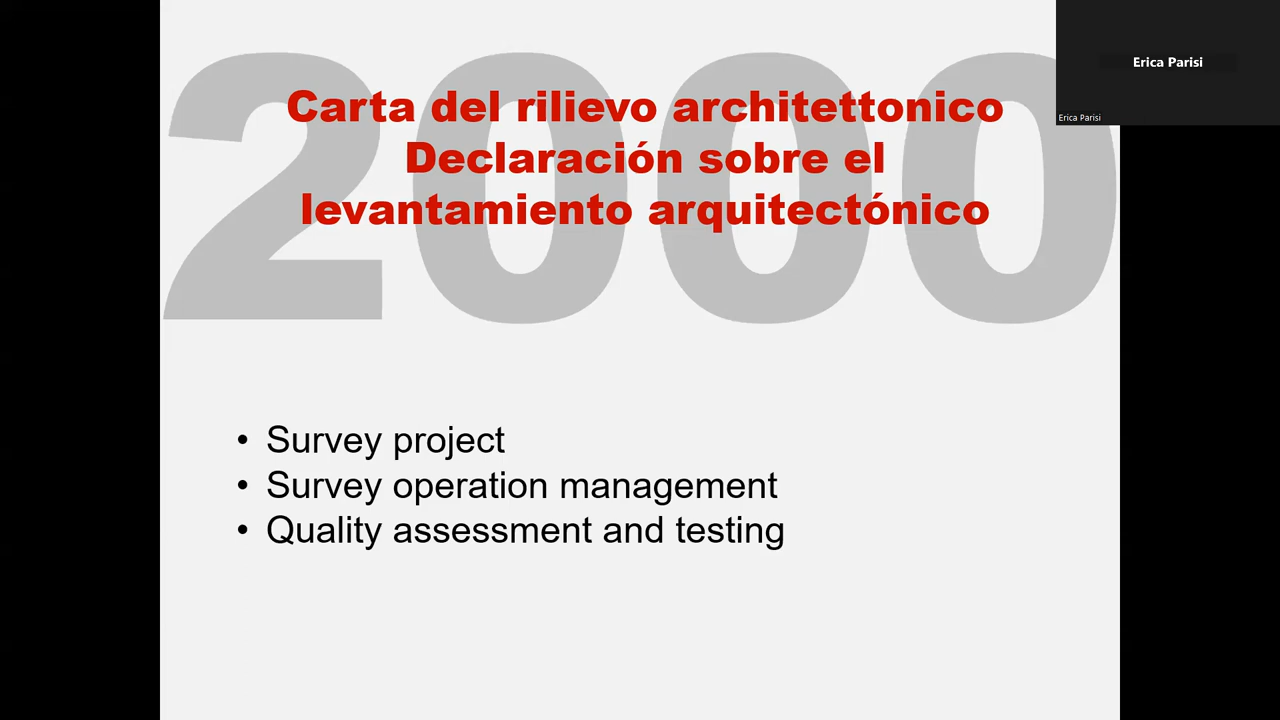 2000
Carta del rilievo architettonico
Declaración sobre el
levantamiento arquitectónico
• Survey project
• Survey operation management
• Quality assessment and testing
Erica Parisi
Erica Parisi